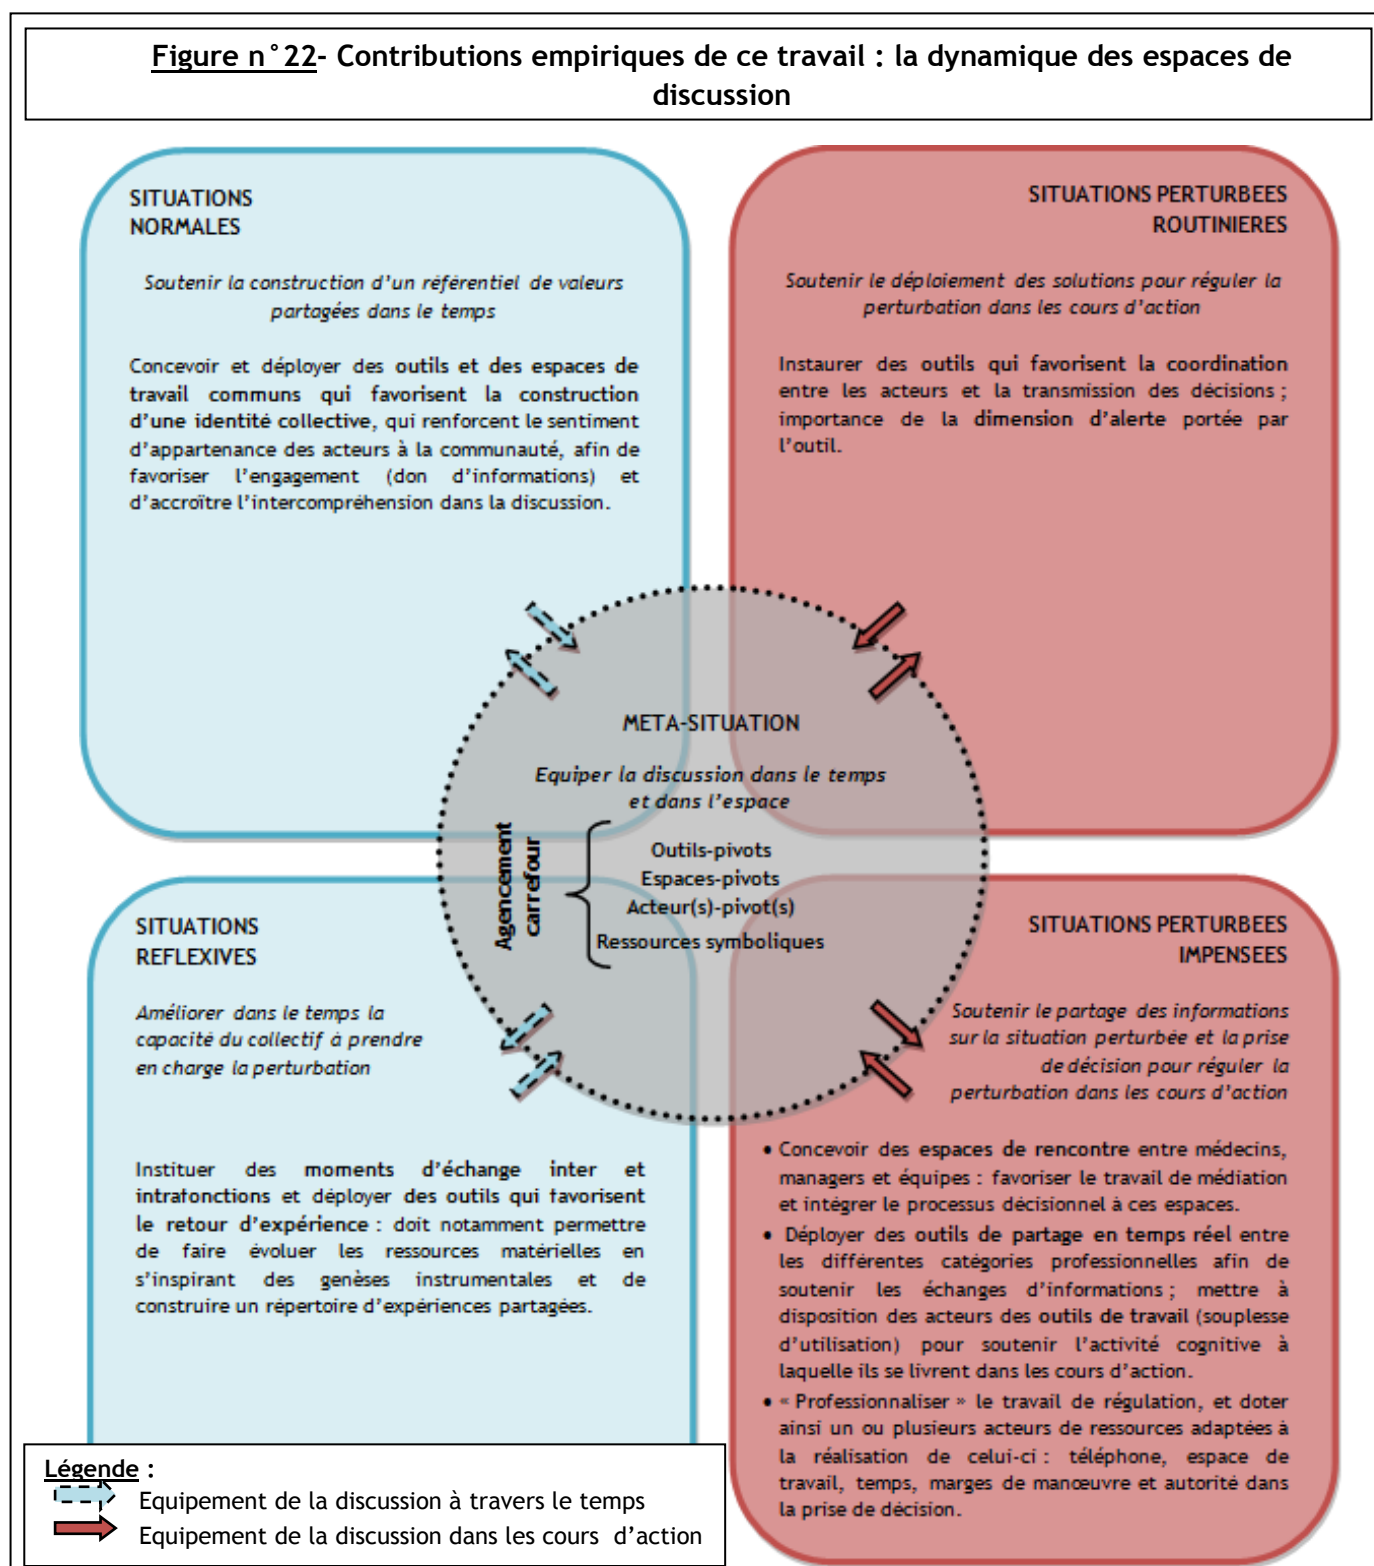 Figure n°22- Contributions empiriques de ce travail : la dynamique des espaces de
discussion
SITUATIONS
NORMALES
Soutenir la construction d'un référentiel de valeurs
partagées dans le temps
Concevoir et déployer des outils et des espaces de
travail communs qui favorisent la construction
d'une identité collective, qui renforcent le sentiment
d'appartenance des acteurs à la communauté, afin de
favoriser l'engagement (don d'informations) et
d'accroître l'intercompréhension dans la discussion.
SITUATIONS PERTURBEES
ROUTINIERES
Soutenir le déploiement des solutions pour réguler la
perturbation dans les cours d'action
Instaurer des outils qui favorisent la coordination
entre les acteurs et la transmission des décisions ;
importance de la dimension d'alerte portée par
l'outil.
META-SITUATION
Equiper la discussion dans le temps
et dans l'espace
Agencement
carrefour
Outils-pivots
Espaces-pivots
Acteur(s)-pivot(s)
Ressources symboliques
SITUATIONS
REFLEXIVES
Améliorer dans le temps la
capacité du collectif à prendre
en charge la perturbation
Instituer des moments d'échange inter et
intrafonctions et déployer des outils qui favorisent
le retour d'expérience : doit notamment permettre
de faire évoluer les ressources matérielles en
s'inspirant des genèses instrumentales et de
construire un répertoire d'expériences partagées.
SITUATIONS PERTURBEES
IMPENSEES
Soutenir le partage des informations
sur la situation perturbée et la prise
de décision pour réguler la
perturbation dans les cours d'action
• Concevoir des espaces de rencontre entre médecins,
managers et équipes : favoriser le travail de médiation
et intégrer le processus décisionnel à ces espaces.
• Déployer des outils de partage en temps réel entre
les différentes catégories professionnelles afin de
soutenir les échanges d'informations ; mettre à
disposition des acteurs des outils de travail (souplesse
d'utilisation) pour soutenir l'activité cognitive à
laquelle ils se livrent dans les cours d'action.
• « Professionnaliser » le travail de régulation, et doter
ainsi un ou plusieurs acteurs de ressources adaptées à
la réalisation de celui-ci : téléphone, espace de
travail, temps, marges de manœuvre et autorité dans
la prise de décision.
Légende :
Equipement de la discussion à travers le temps
Equipement de la discussion dans les cours d'action